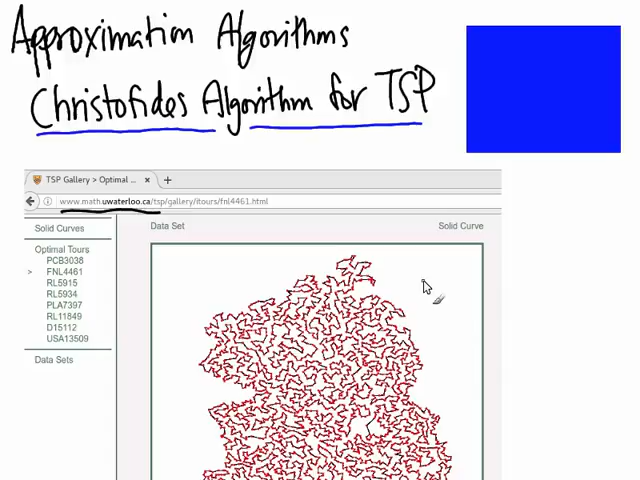 Approximation Algorithms
Christofides Algorithm for TSP
TSP Gallery > Optimal ... × +
www.math.uwaterloo.ca/tsp/gallery/itours/fnl4461.html
Data Set Solid Curve
Solid Curves
Optimal Tours
PCB3038
> FNL4461
RL5915
RL5934
PLA7397
RL11849
D15112
USA13509
Data Sets